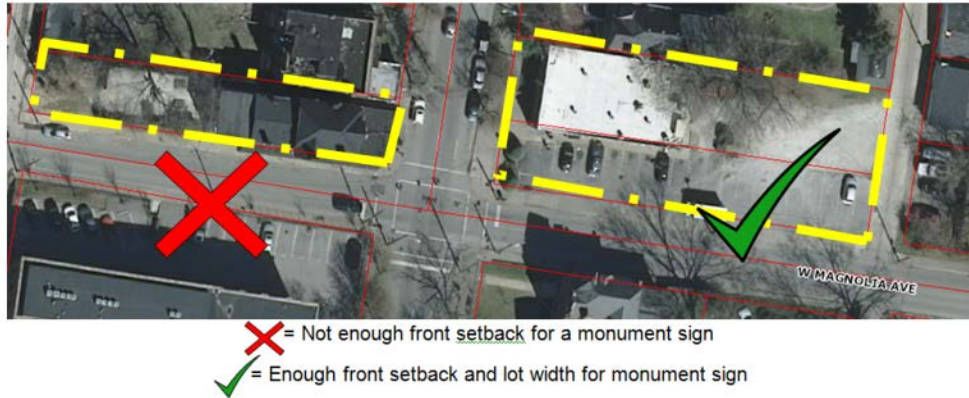 W MAGNOLIA AVE
= Not enough front setback for a monument sign
= Enough front setback and lot width for monument sign